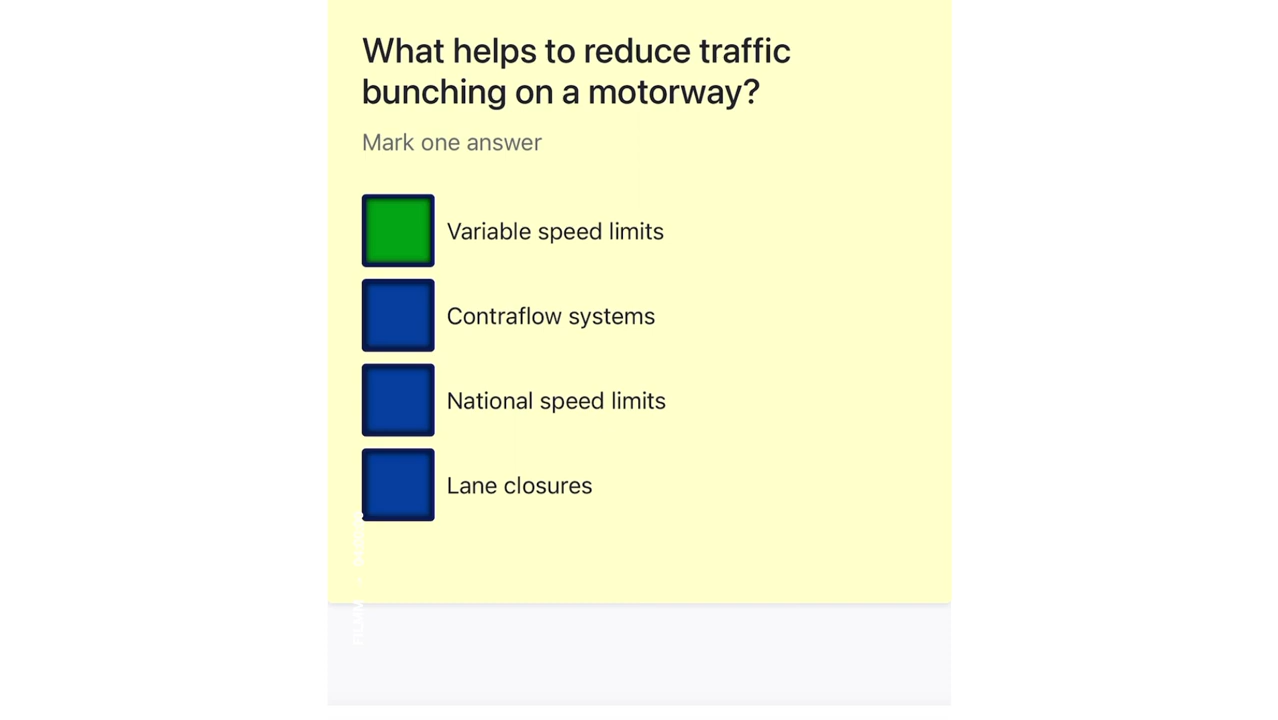 What helps to reduce traffic
bunching on a motorway?
Mark one answer
Variable speed limits
Contraflow systems
National speed limits
Lane closures